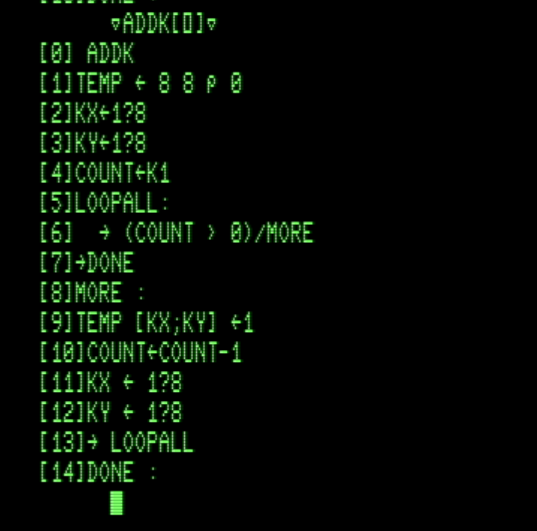 ∇ADDK[⎕]∇
[0] ADDK
[1]TEMP ← 8 8 ⍴ 0
[2]KX←1?8
[3]KY←1?8
[4]COUNT←K1
[5]LOOPALL:
[6]  → (COUNT > 0)/MORE
[7]→DONE
[8]MORE :
[9]TEMP [KX;KY] ←1
[10]COUNT←COUNT-1
[11]KX ← 1?8
[12]KY ← 1?8
[13]→ LOOPALL
[14]DONE :